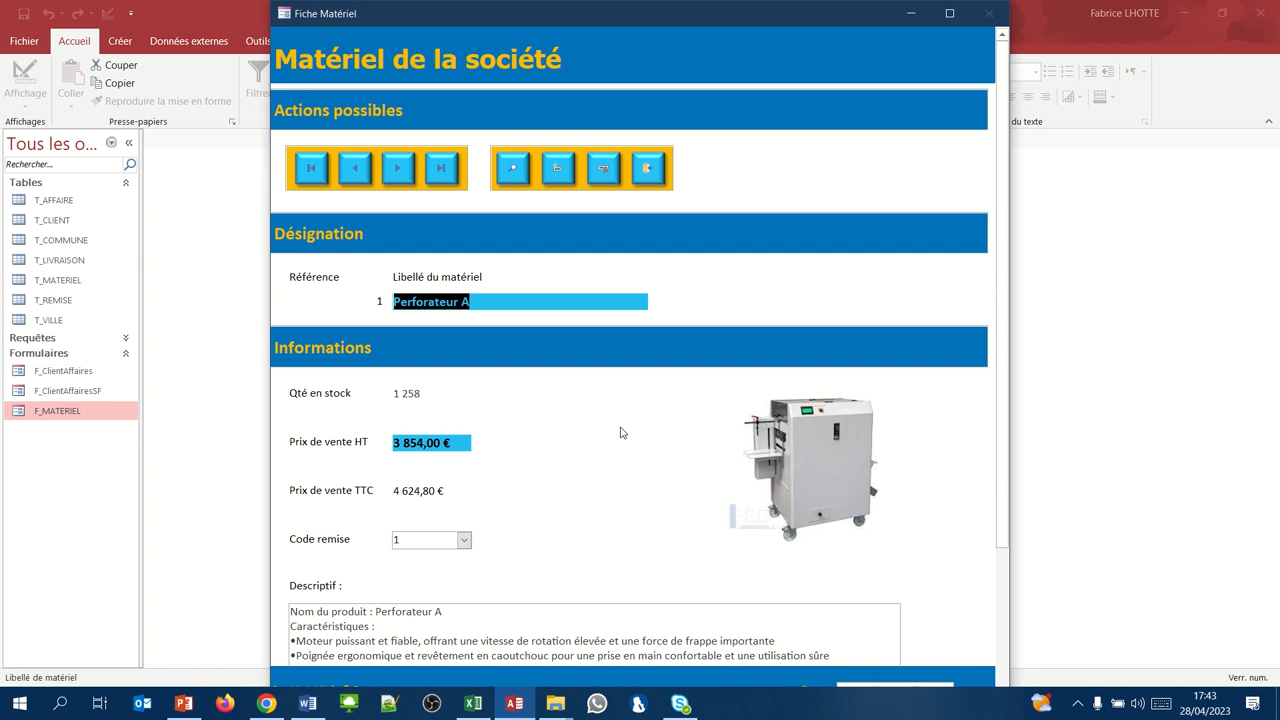 Fiche Matériel
Fabrice LHOTTE
Fichier
Accueil
Créer
Données externes
Outils
Affichage
Coller
Couper
Copier
Reproduire la mise en forme
Filtre
Affichages
Presse-papiers
du texte
Tous les o...
Rechercher...
Tables
T_AFFAIRE
T_CLIENT
T_COMMUNE
T_LIVRAISON
T_MATERIEL
T_REMISE
T_VILLE
Requêtes
Formulaires
F_ClientAffaires
F_ClientAffairesSF
F_MATERIEL
Matériel de la société
Actions possibles
Désignation
Référence
Libellé du matériel
1
Perforateur A
Informations
Qté en stock
1 258
Prix de vente HT
3 854,00 €
Prix de vente TTC
4 624,80 €
Code remise
1
Descriptif :
Nom du produit : Perforateur A
Caractéristiques :
•Moteur puissant et fiable, offrant une vitesse de rotation élevée et une force de frappe importante
•Poignée ergonomique et revêtement en caoutchouc pour une prise en main confortable et une utilisation sûre
Libellé de matériel
Verr. num.
17:43
28/04/2023